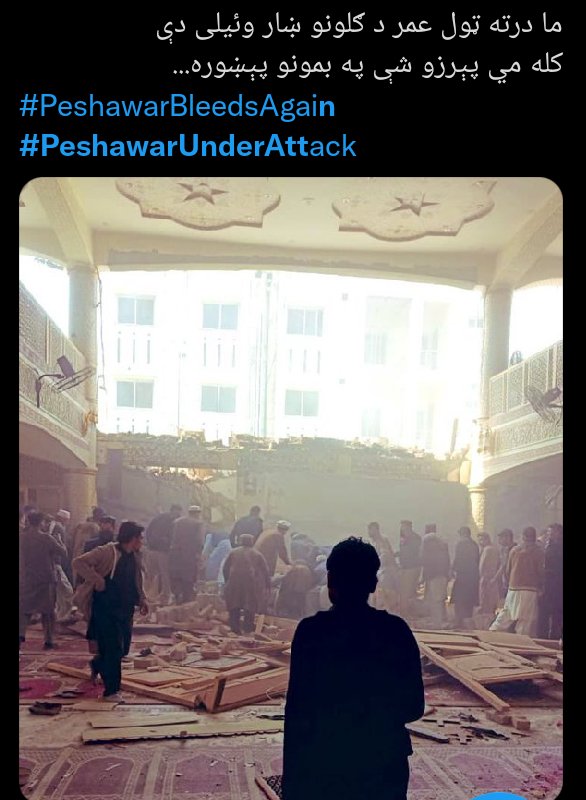 ما درته ټول عمر د ګلونو ښار وئیلی دې
کله مي پېرزو شې په بمونو پېښوره...
#PeshawarBleedsAgain
#PeshawarUnderAttack